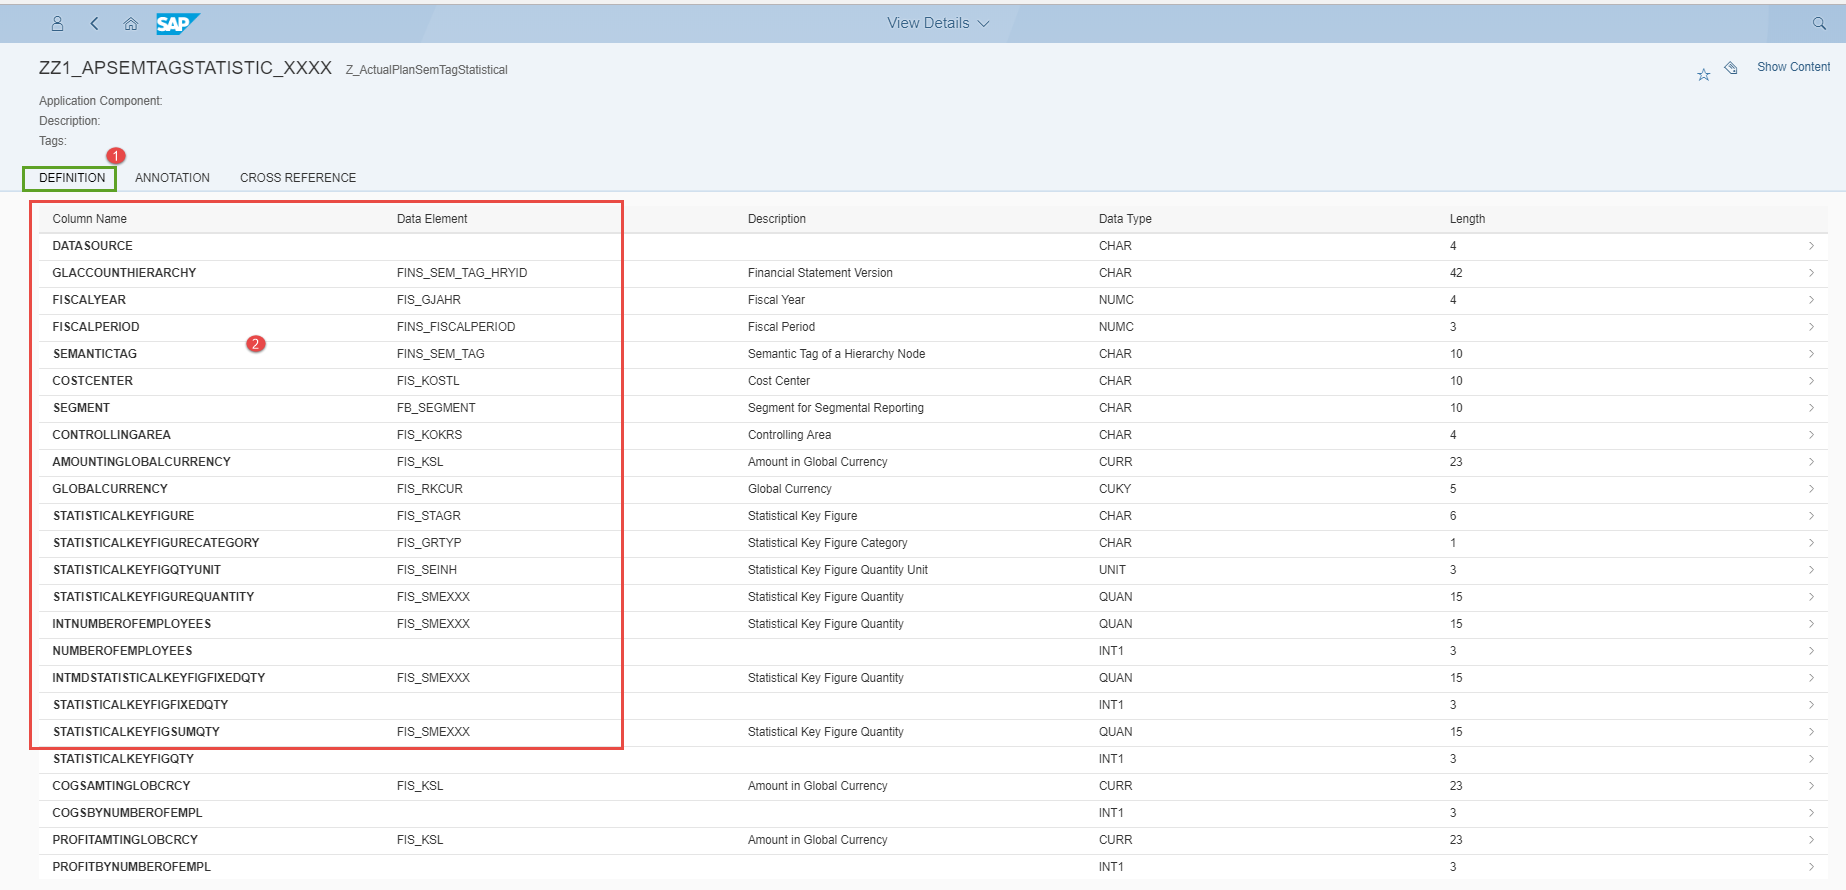 SAP View Details
ZZ1_APSEMTAGSTATISTIC_XXXX Z_ActualPlanSemTagStatistical Show Content
Application Component:
Description:
Tags:
1
DEFINITION ANNOTATION CROSS REFERENCE
Column Name Data Element Description Data Type Length
DATASOURCE CHAR 4
GLACCOUNTHIERARCHY FINS_SEM_TAG_HRYID Financial Statement Version CHAR 42
FISCALYEAR FIS_GJAHR Fiscal Year NUMC 4
FISCALPERIOD FINS_FISCALPERIOD Fiscal Period NUMC 3
2
SEMANTICTAG FINS_SEM_TAG Semantic Tag of a Hierarchy Node CHAR 10
COSTCENTER FIS_KOSTL Cost Center CHAR 10
SEGMENT FB_SEGMENT Segment for Segmental Reporting CHAR 10
CONTROLLINGAREA FIS_KOKRS Controlling Area CHAR 4
AMOUNTINGLOBALCURRENCY FIS_KSL Amount in Global Currency CURR 23
GLOBALCURRENCY FIS_RKCUR Global Currency CUKY 5
STATISTICALKEYFIGURE FIS_STAGR Statistical Key Figure CHAR 6
STATISTICALKEYFIGURECATEGORY FIS_GRTYP Statistical Key Figure Category CHAR 1
STATISTICALKEYFIGQTYUNIT FIS_SEINH Statistical Key Figure Quantity Unit UNIT 3
STATISTICALKEYFIGUREQUANTITY FIS_SMEXXX Statistical Key Figure Quantity QUAN 15
INTNUMBEROFEMPLOYEES FIS_SMEXXX Statistical Key Figure Quantity QUAN 15
NUMBEROFEMPLOYEES INT1 3
INTMDSTATISTICALKEYFIGFIXEDQTY FIS_SMEXXX Statistical Key Figure Quantity QUAN 15
STATISTICALKEYFIGFIXEDQTY INT1 3
STATISTICALKEYFIGSUMQTY FIS_SMEXXX Statistical Key Figure Quantity QUAN 15
STATISTICALKEYFIGQTY INT1 3
COGSAMTINGLOBCRCY FIS_KSL Amount in Global Currency CURR 23
COGSBYNUMBEROFEMPL INT1 3
PROFITAMTINGLOBCRCY FIS_KSL Amount in Global Currency CURR 23
PROFITBYNUMBEROFEMPL INT1 3